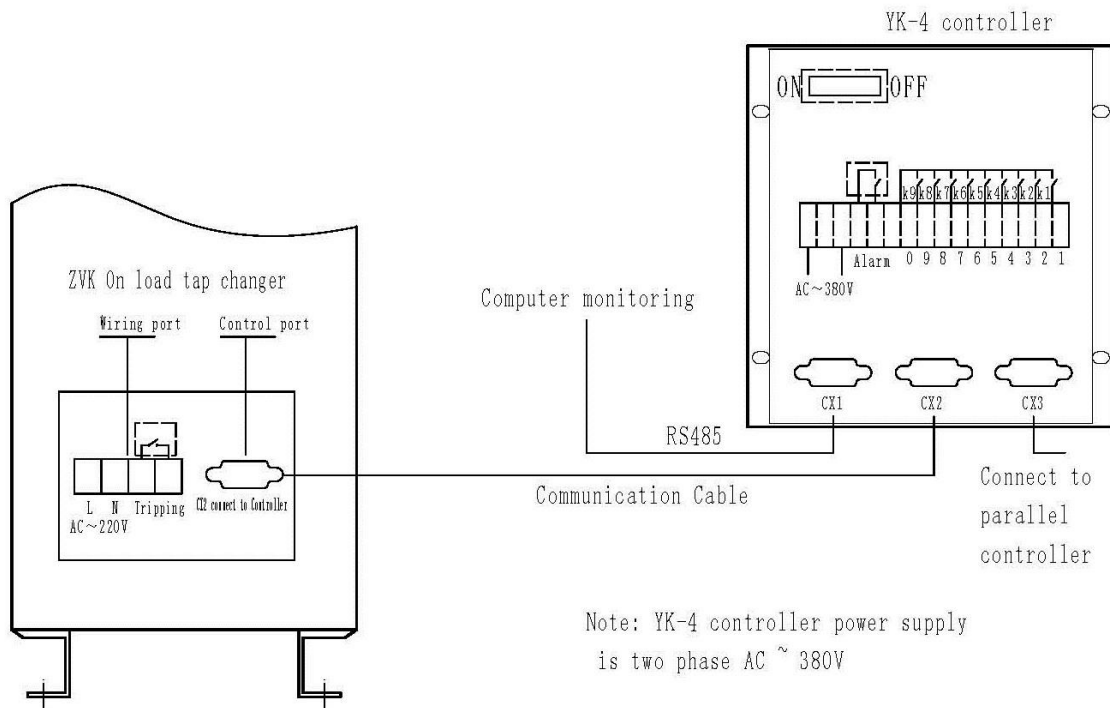 YK-4 controller
ON OFF
k9 k8 k7 k6 k5 k4 k3 k2 k1
Alarm 0 9 8 7 6 5 4 3 2 1
AC~380V
CX1 CX2 CX3
ZVK On load tap changer
Wiring port Control port
L N Tripping
AC~220V
CX2 connect to Controller
Computer monitoring
RS485
Communication Cable
Connect to
parallel
controller
Note: YK-4 controller power supply
is two phase AC ~ 380V